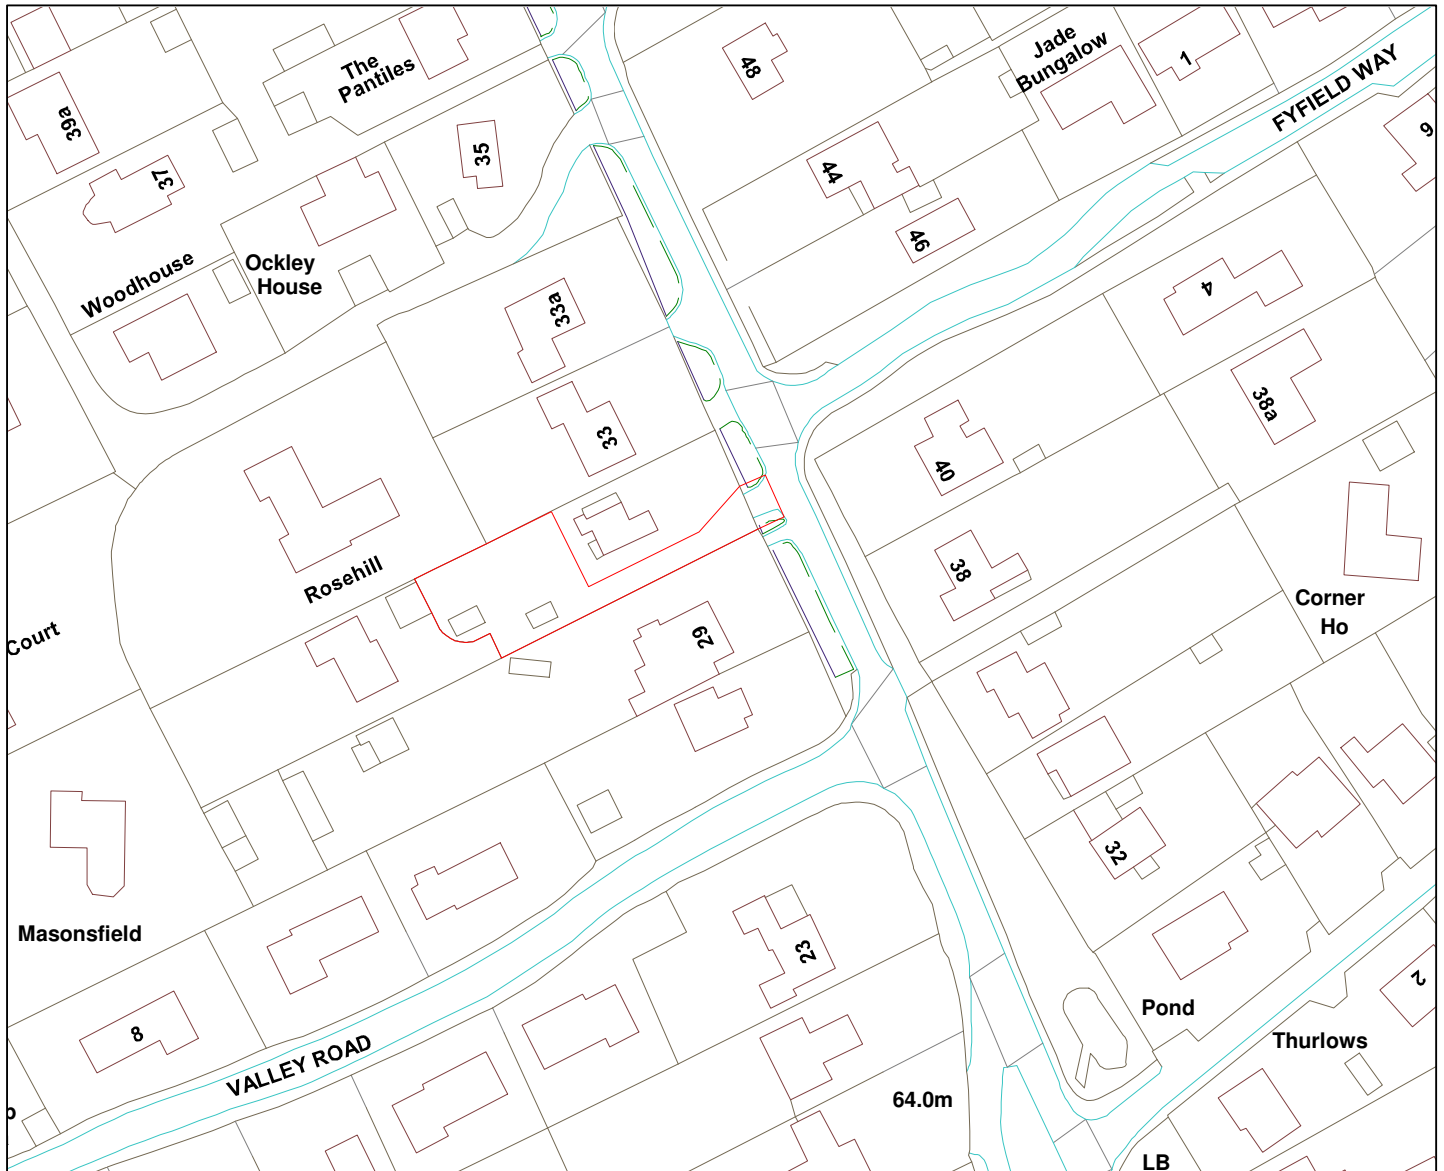 48
Jade
Bungalow
1
FYFIELD WAY
The
Pantiles
39a
35
37
44
46
6
Woodhouse
Ockley
House
33a
4
38a
33
40
38
Rosehill
Court
29
Corner
Ho
32
Masonsfield
23
8
VALLEY ROAD
Pond
2
Thurlows
64.0m
LB